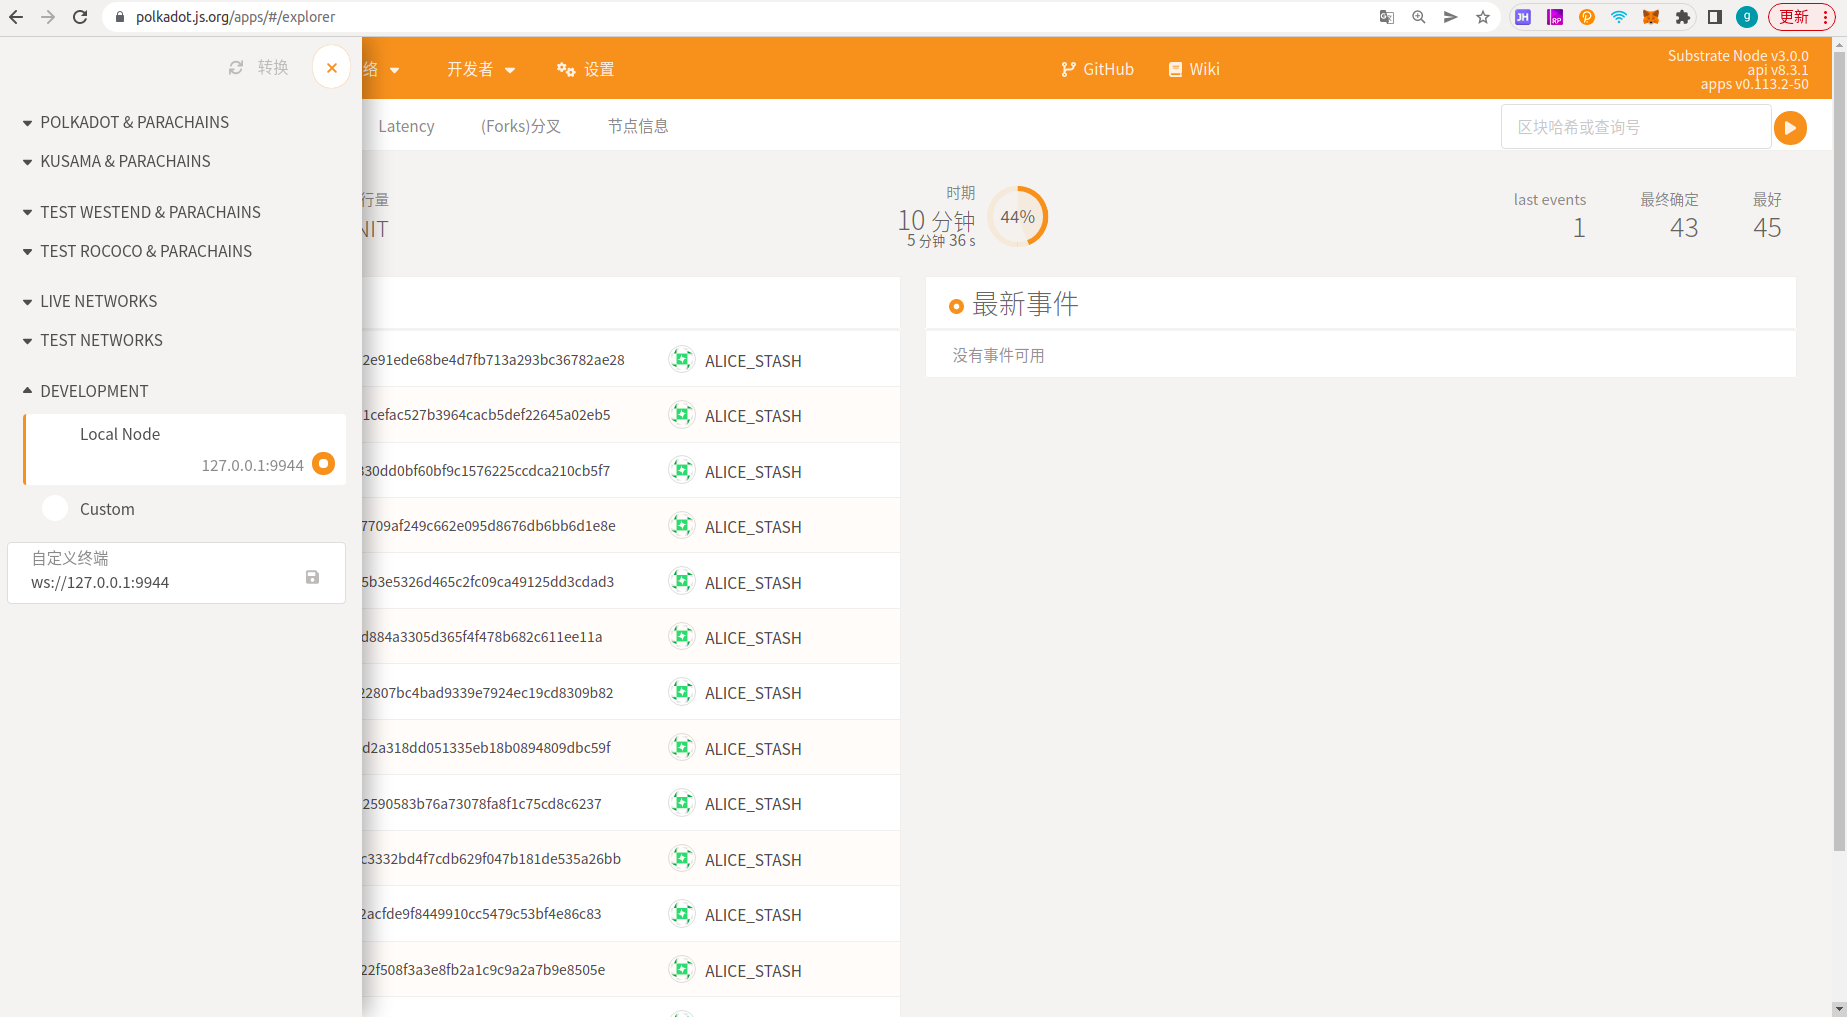 polkadot.js.org/apps/#/explorer
更新
转换
络
开发者
设置
GitHub
Wiki
Substrate Node v3.0.0
api v8.3.1
apps v0.113.2-50
POLKADOT & PARACHAINS
KUSAMA & PARACHAINS
TEST WESTEND & PARACHAINS
TEST ROCOCO & PARACHAINS
LIVE NETWORKS
TEST NETWORKS
DEVELOPMENT
Local Node
127.0.0.1:9944
Custom
自定义终端
ws://127.0.0.1:9944
Latency
(Forks)分叉
节点信息
区块哈希或查询号
行量
NIT
时期
10 分钟
5 分钟 36 s
44%
last events
1
最终确定
43
最好
45
最新事件
没有事件可用
2e91ede68be4d7fb713a293bc36782ae28 ALICE_STASH
1cefac527b3964cacb5def22645a02eb5 ALICE_STASH
330dd0bf60bf9c1576225ccdca210cb5f7 ALICE_STASH
7709af249c662e095d8676db6bb6d1e8e ALICE_STASH
5b3e5326d465c2fc09ca49125dd3cdad3 ALICE_STASH
d884a3305d365f4f478b682c611ee11a ALICE_STASH
22807bc4bad9339e7924ec19cd8309b82 ALICE_STASH
d2a318dd051335eb18b0894809dbc59f ALICE_STASH
2590583b76a73078fa8f1c75cd8c6237 ALICE_STASH
c3332bd4f7cdb629f047b181de535a26bb ALICE_STASH
2acfde9f8449910cc5479c53bf4e86c83 ALICE_STASH
22f508f3a3e8fb2a1c9c9a2a7b9e8505e ALICE_STASH